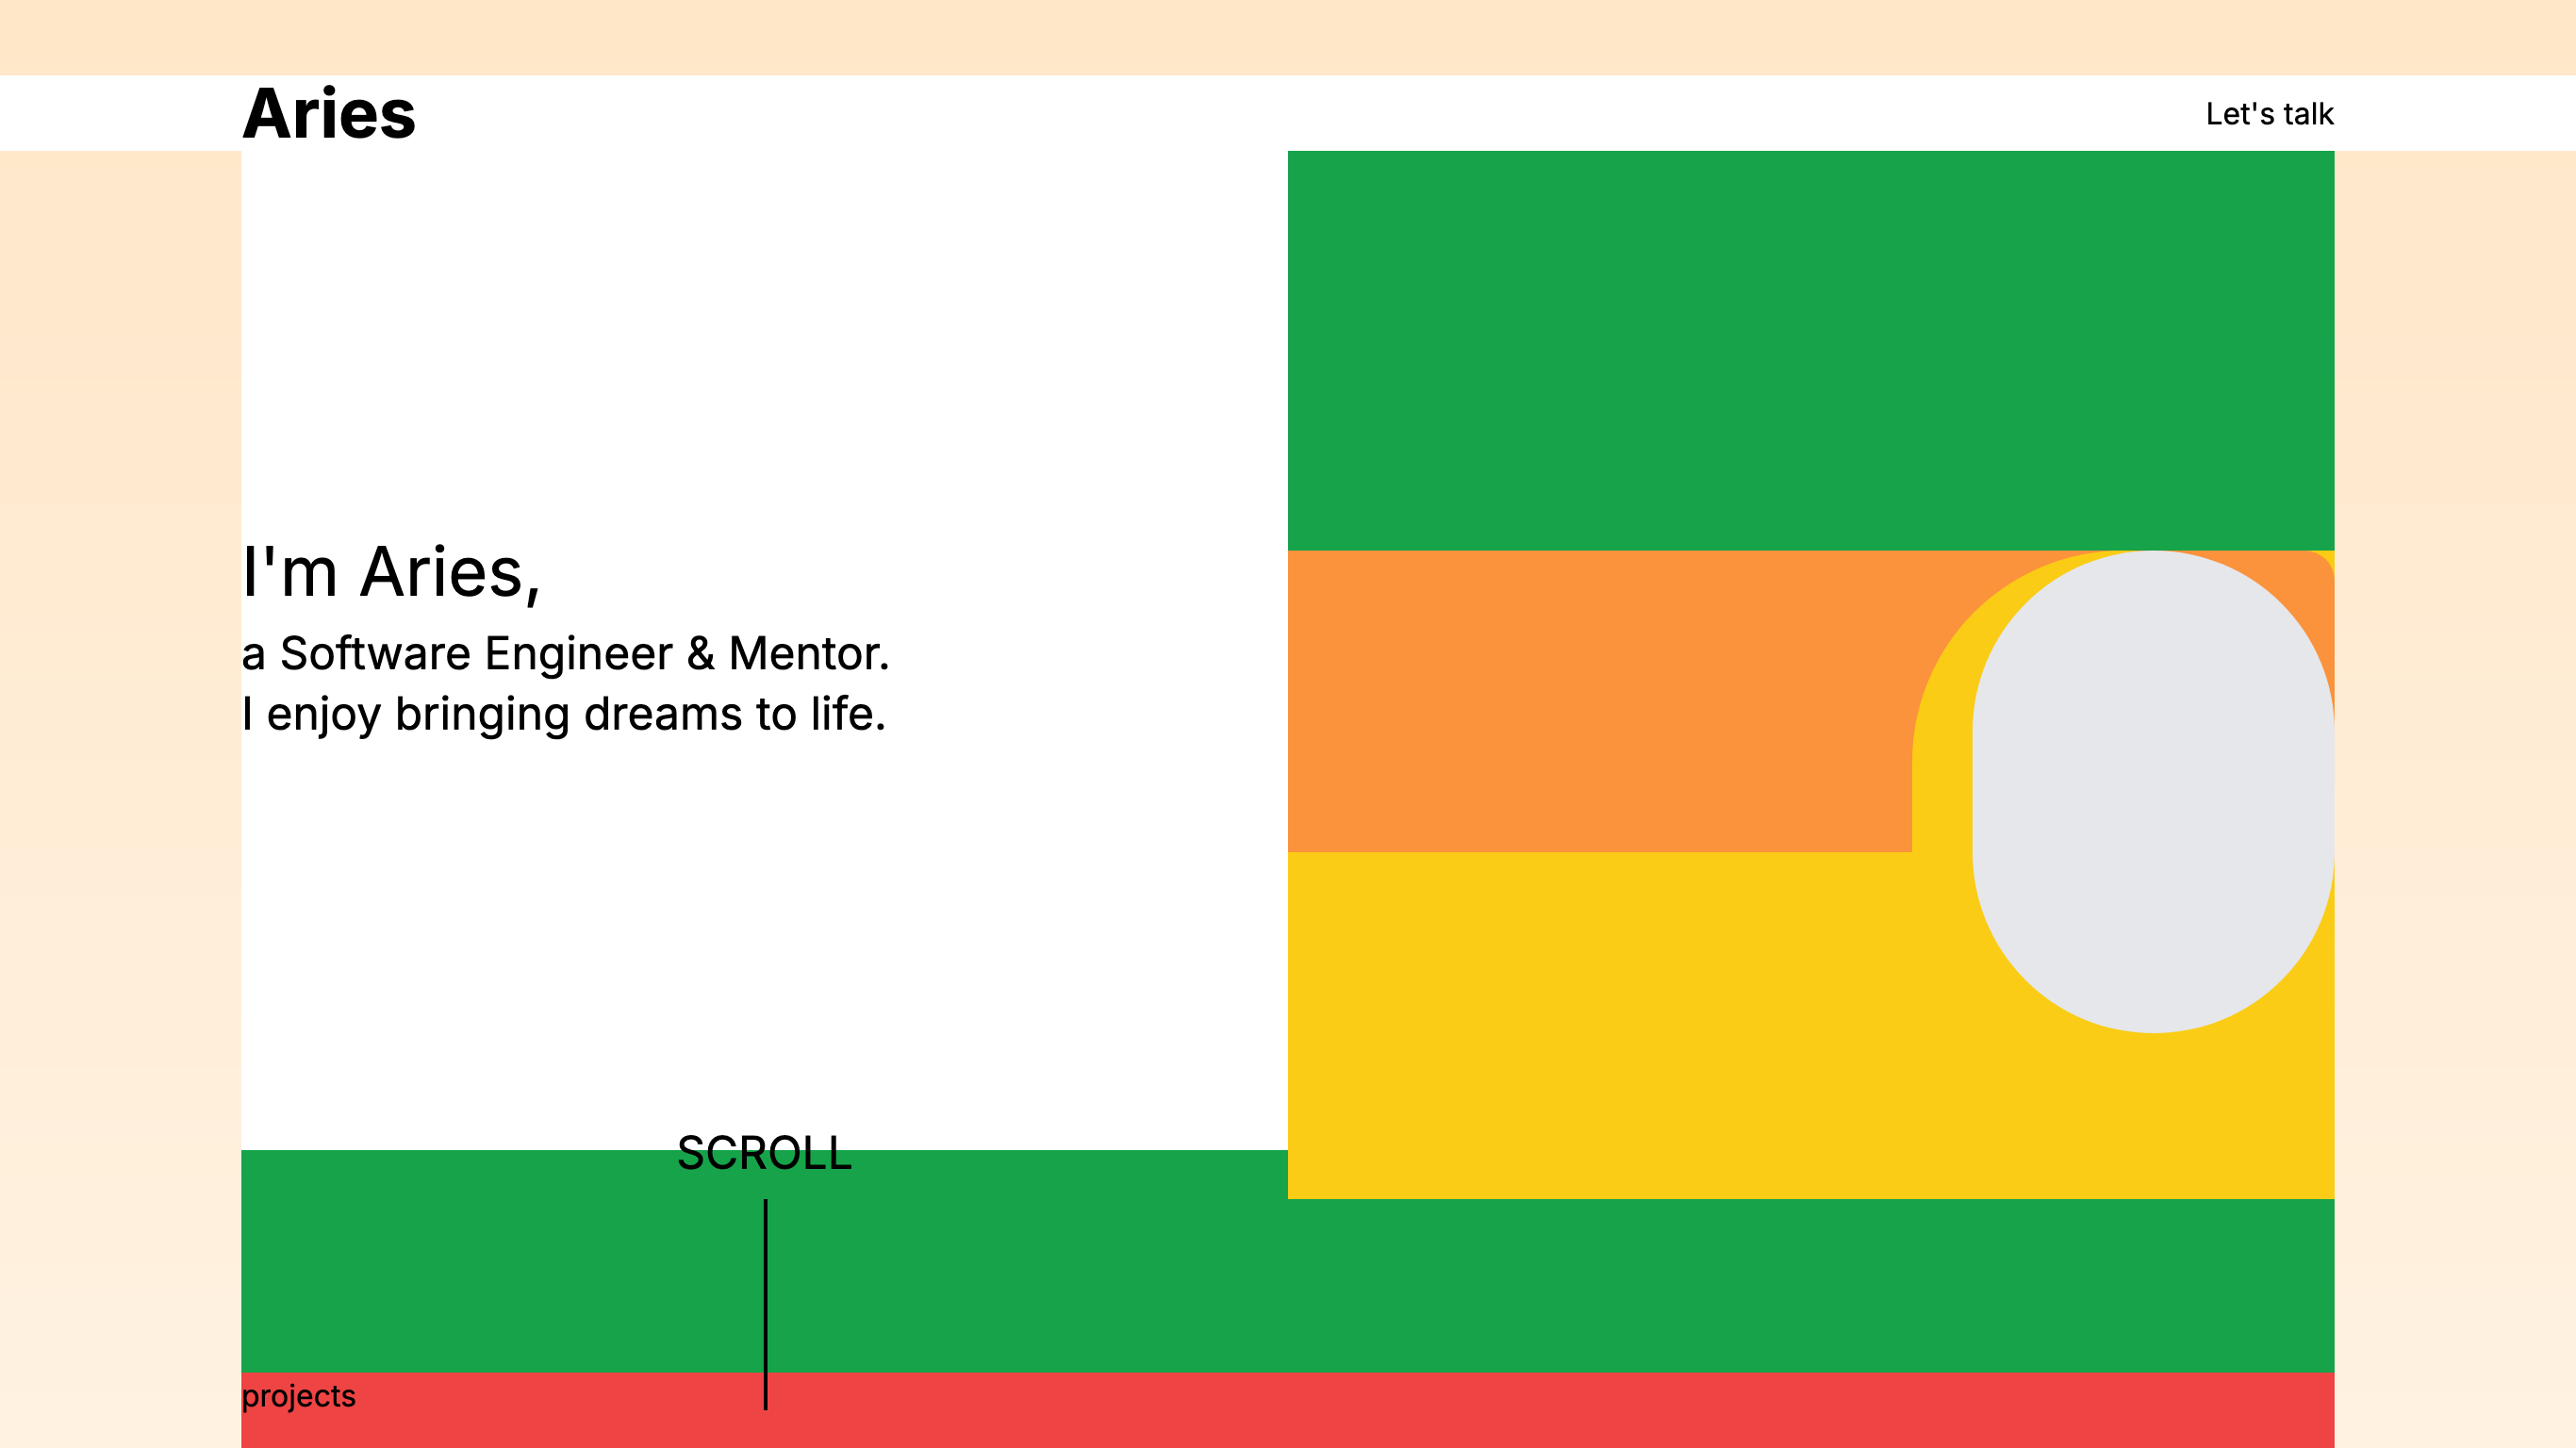 Aries
Let's talk
I'm Aries,
a Software Engineer & Mentor.
I enjoy bringing dreams to life.
SCROLL
projects